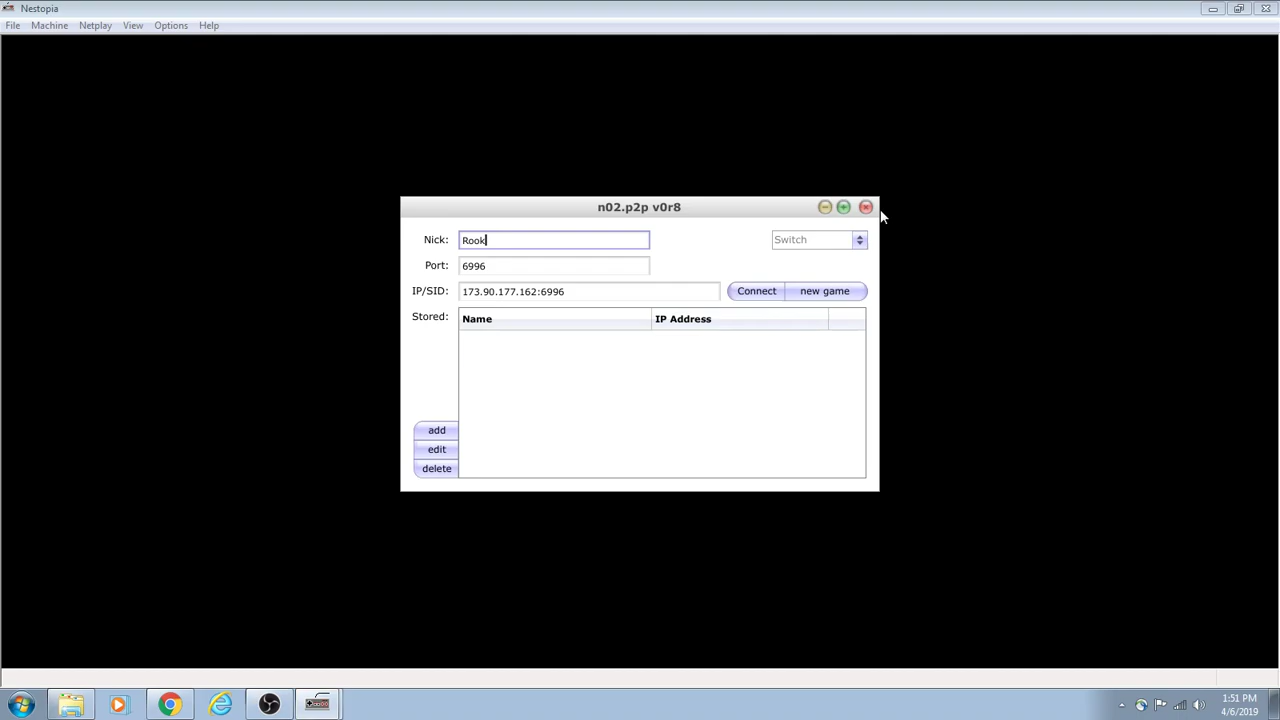 Nestopia
File Machine Netplay View Options Help
n02.p2p v0r8
Nick: Rook Switch
Port: 6996
IP/SID: 173.90.177.162:6996 Connect new game
Stored: Name IP Address
add
edit
delete
1:51 PM
4/6/2019